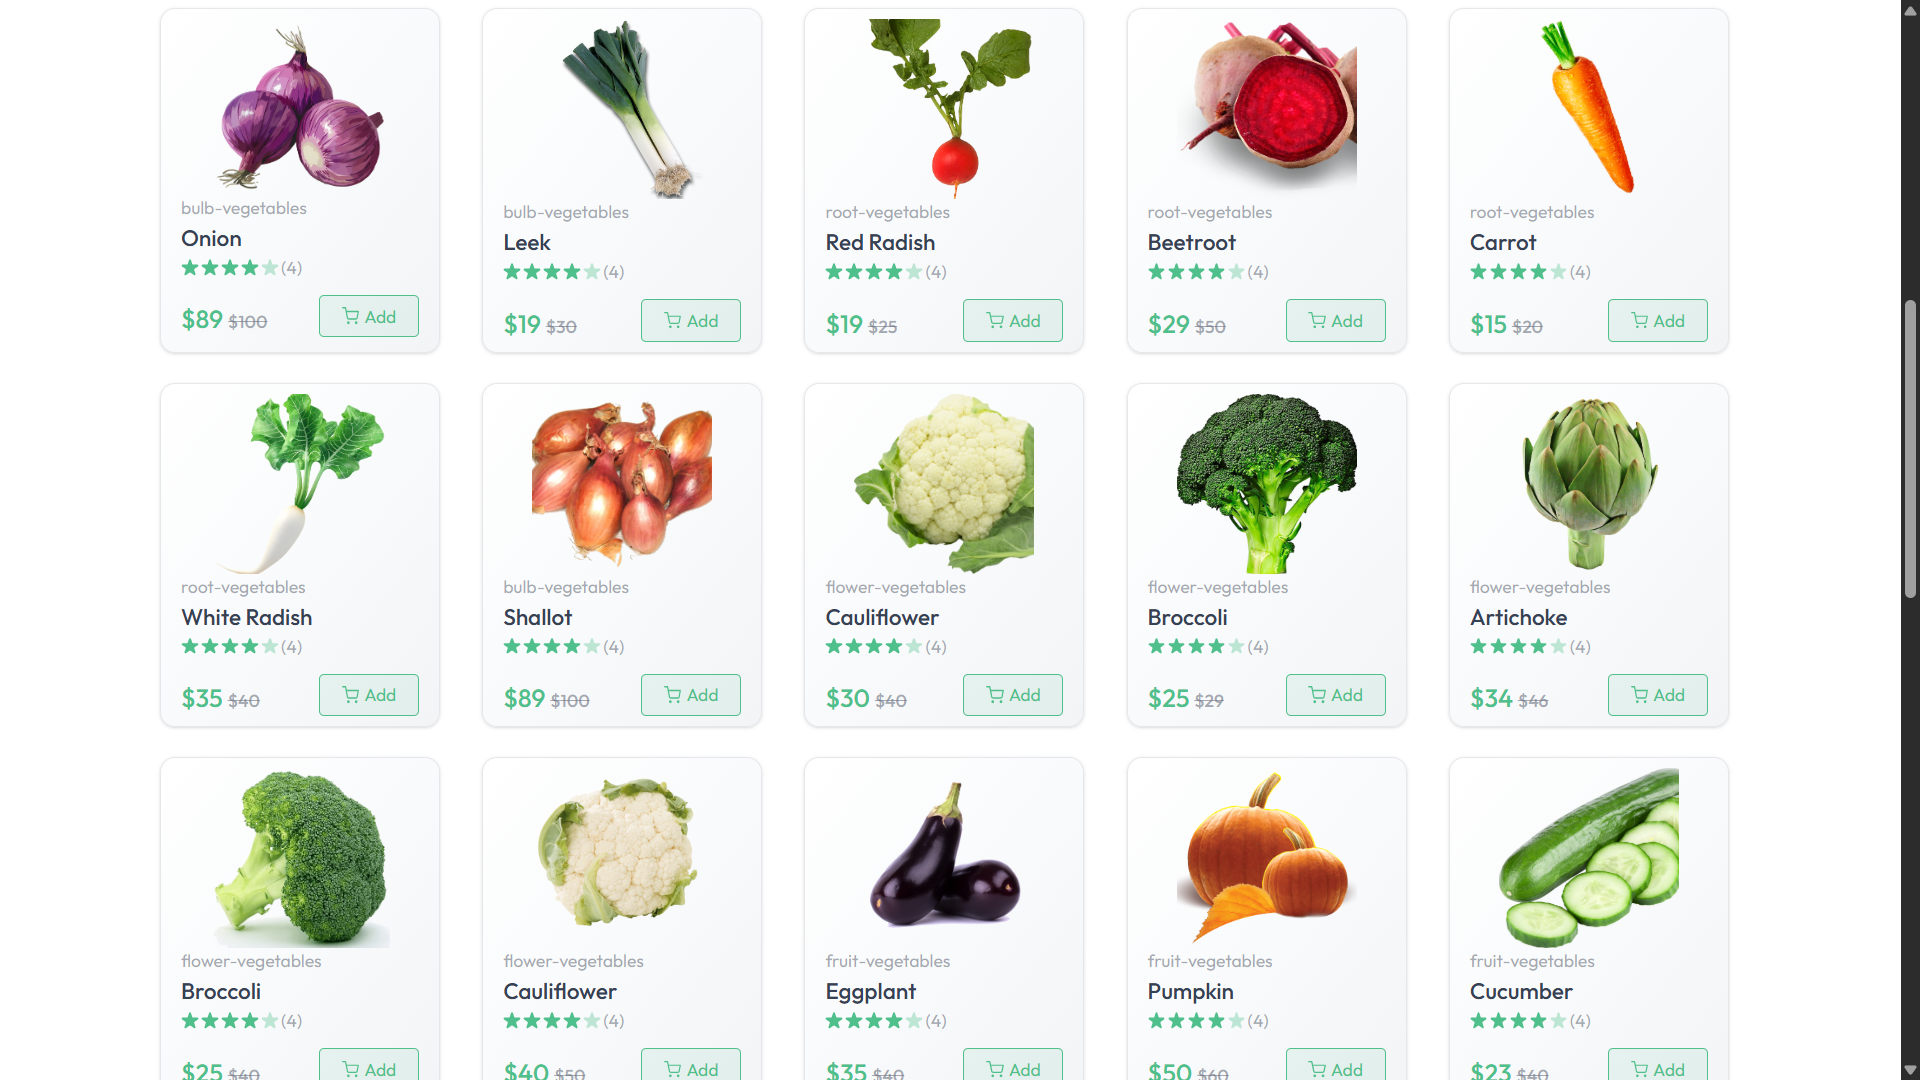 bulb-vegetables
Onion
(4)
$89 $100
Add
bulb-vegetables
Leek
(4)
$19 $30
Add
root-vegetables
Red Radish
(4)
$19 $25
Add
root-vegetables
Beetroot
(4)
$29 $50
Add
root-vegetables
Carrot
(4)
$15 $20
Add
root-vegetables
White Radish
(4)
$35 $40
Add
bulb-vegetables
Shallot
(4)
$89 $100
Add
flower-vegetables
Cauliflower
(4)
$30 $40
Add
flower-vegetables
Broccoli
(4)
$25 $29
Add
flower-vegetables
Artichoke
(4)
$34 $46
Add
flower-vegetables
Broccoli
(4)
$25 $40
Add
flower-vegetables
Cauliflower
(4)
$40 $50
Add
fruit-vegetables
Eggplant
(4)
$35 $40
Add
fruit-vegetables
Pumpkin
(4)
$50 $60
Add
fruit-vegetables
Cucumber
(4)
$23 $40
Add